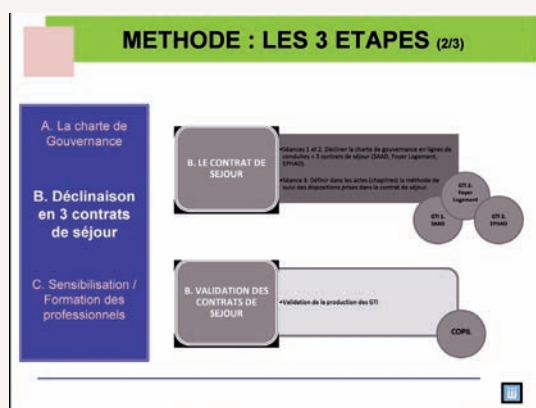 METHODE : LES 3 ETAPES (2/3)
A. La charte de
Gouvernance
B. Déclinaison
en 3 contrats
de séjour
C. Sensibilisation /
Formation des
professionnels
B. LE CONTRAT DE
SEJOUR
•Séances 1 et 2. Décliner la charte de gouvernance en lignes de
conduites = 3 contrats de séjour (SAAD, Foyer Logement,
EPHAD).
•Séance 3. Définir dans les actes (chapitres) la méthode de
suivi des dispositions prises dans le contrat de séjour.
GTI 2.
Foyer
Logement
GTI 1.
SAAD
GTI 3.
EPHAD
B. VALIDATION DES
CONTRATS DE
SEJOUR
•Validation de la production des GTI
COPIL